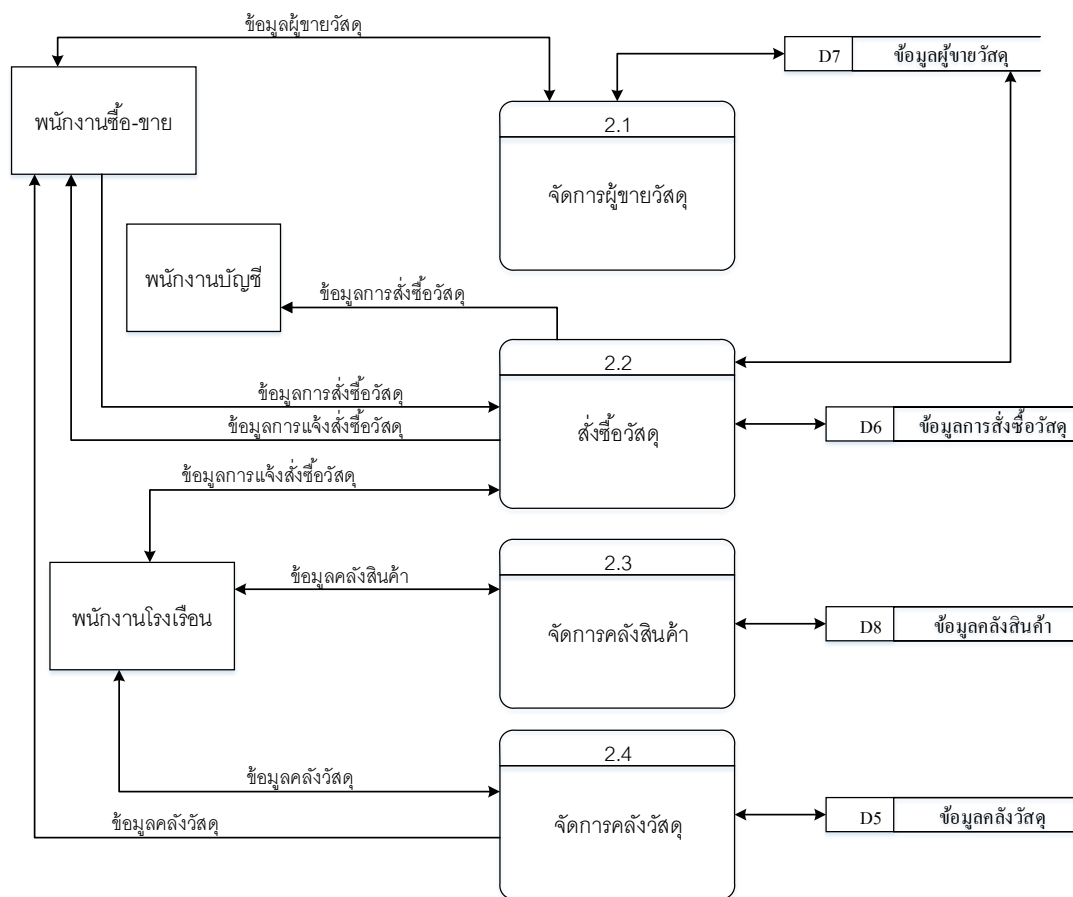 ข้อมูลผู้ขายวัสดุ
D7
ข้อมูลผู้ขายวัสดุ
พนักงานซื้อ-ขาย
2.1
จัดการผู้ขายวัสดุ
พนักงานบัญชี
ข้อมูลการสั่งซื้อวัสดุ
2.2
ข้อมูลการสั่งซื้อวัสดุ
ข้อมูลการแจ้งสั่งซื้อวัสดุ
สั่งซื้อวัสดุ
D6
ข้อมูลการสั่งซื้อวัสดุ
ข้อมูลการแจ้งสั่งซื้อวัสดุ
2.3
ข้อมูลคลังสินค้า
พนักงานโรงเรือน
จัดการคลังสินค้า
D8
ข้อมูลคลังสินค้า
2.4
ข้อมูลคลังวัสดุ
ข้อมูลคลังวัสดุ
จัดการคลังวัสดุ
D5
ข้อมูลคลังวัสดุ